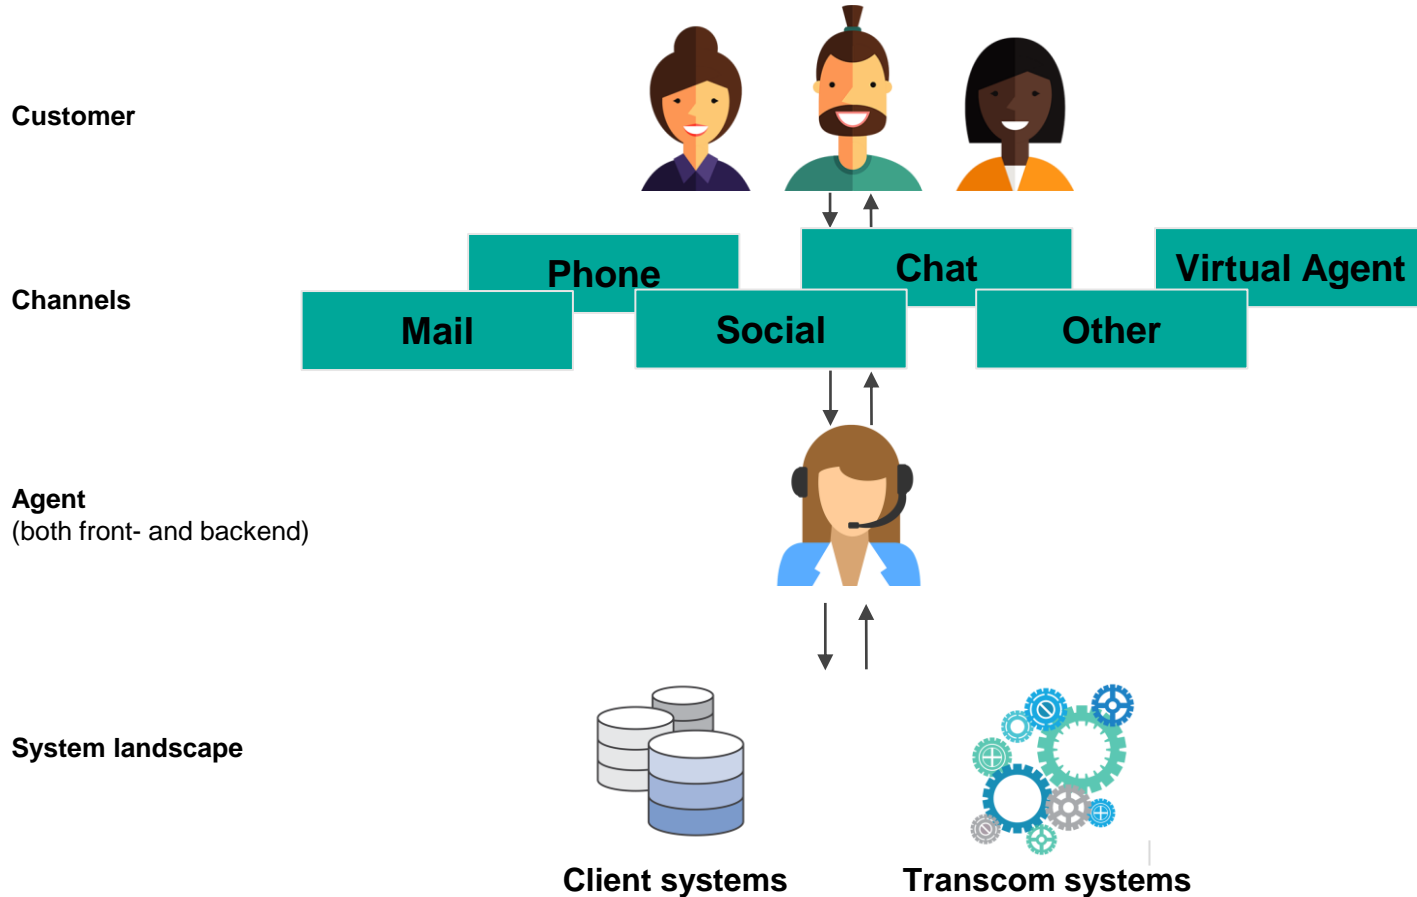 Customer
Channels
Phone
Chat
Virtual Agent
Mail
Social
Other
Agent
(both front- and backend)
System landscape
Client systems
Transcom systems